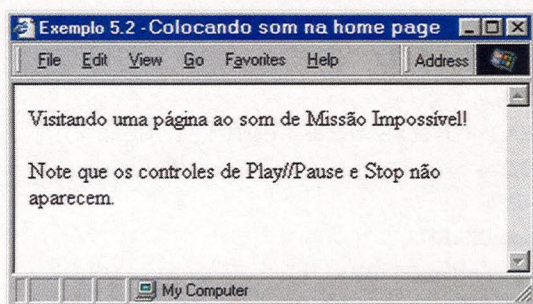 Exemplo 5.2 - Colocando som na home page
File Edit View Go Favorites Help Address
Visitando uma página ao som de Missão Impossível!
Note que os controles de Play//Pause e Stop não
aparecem.
My Computer